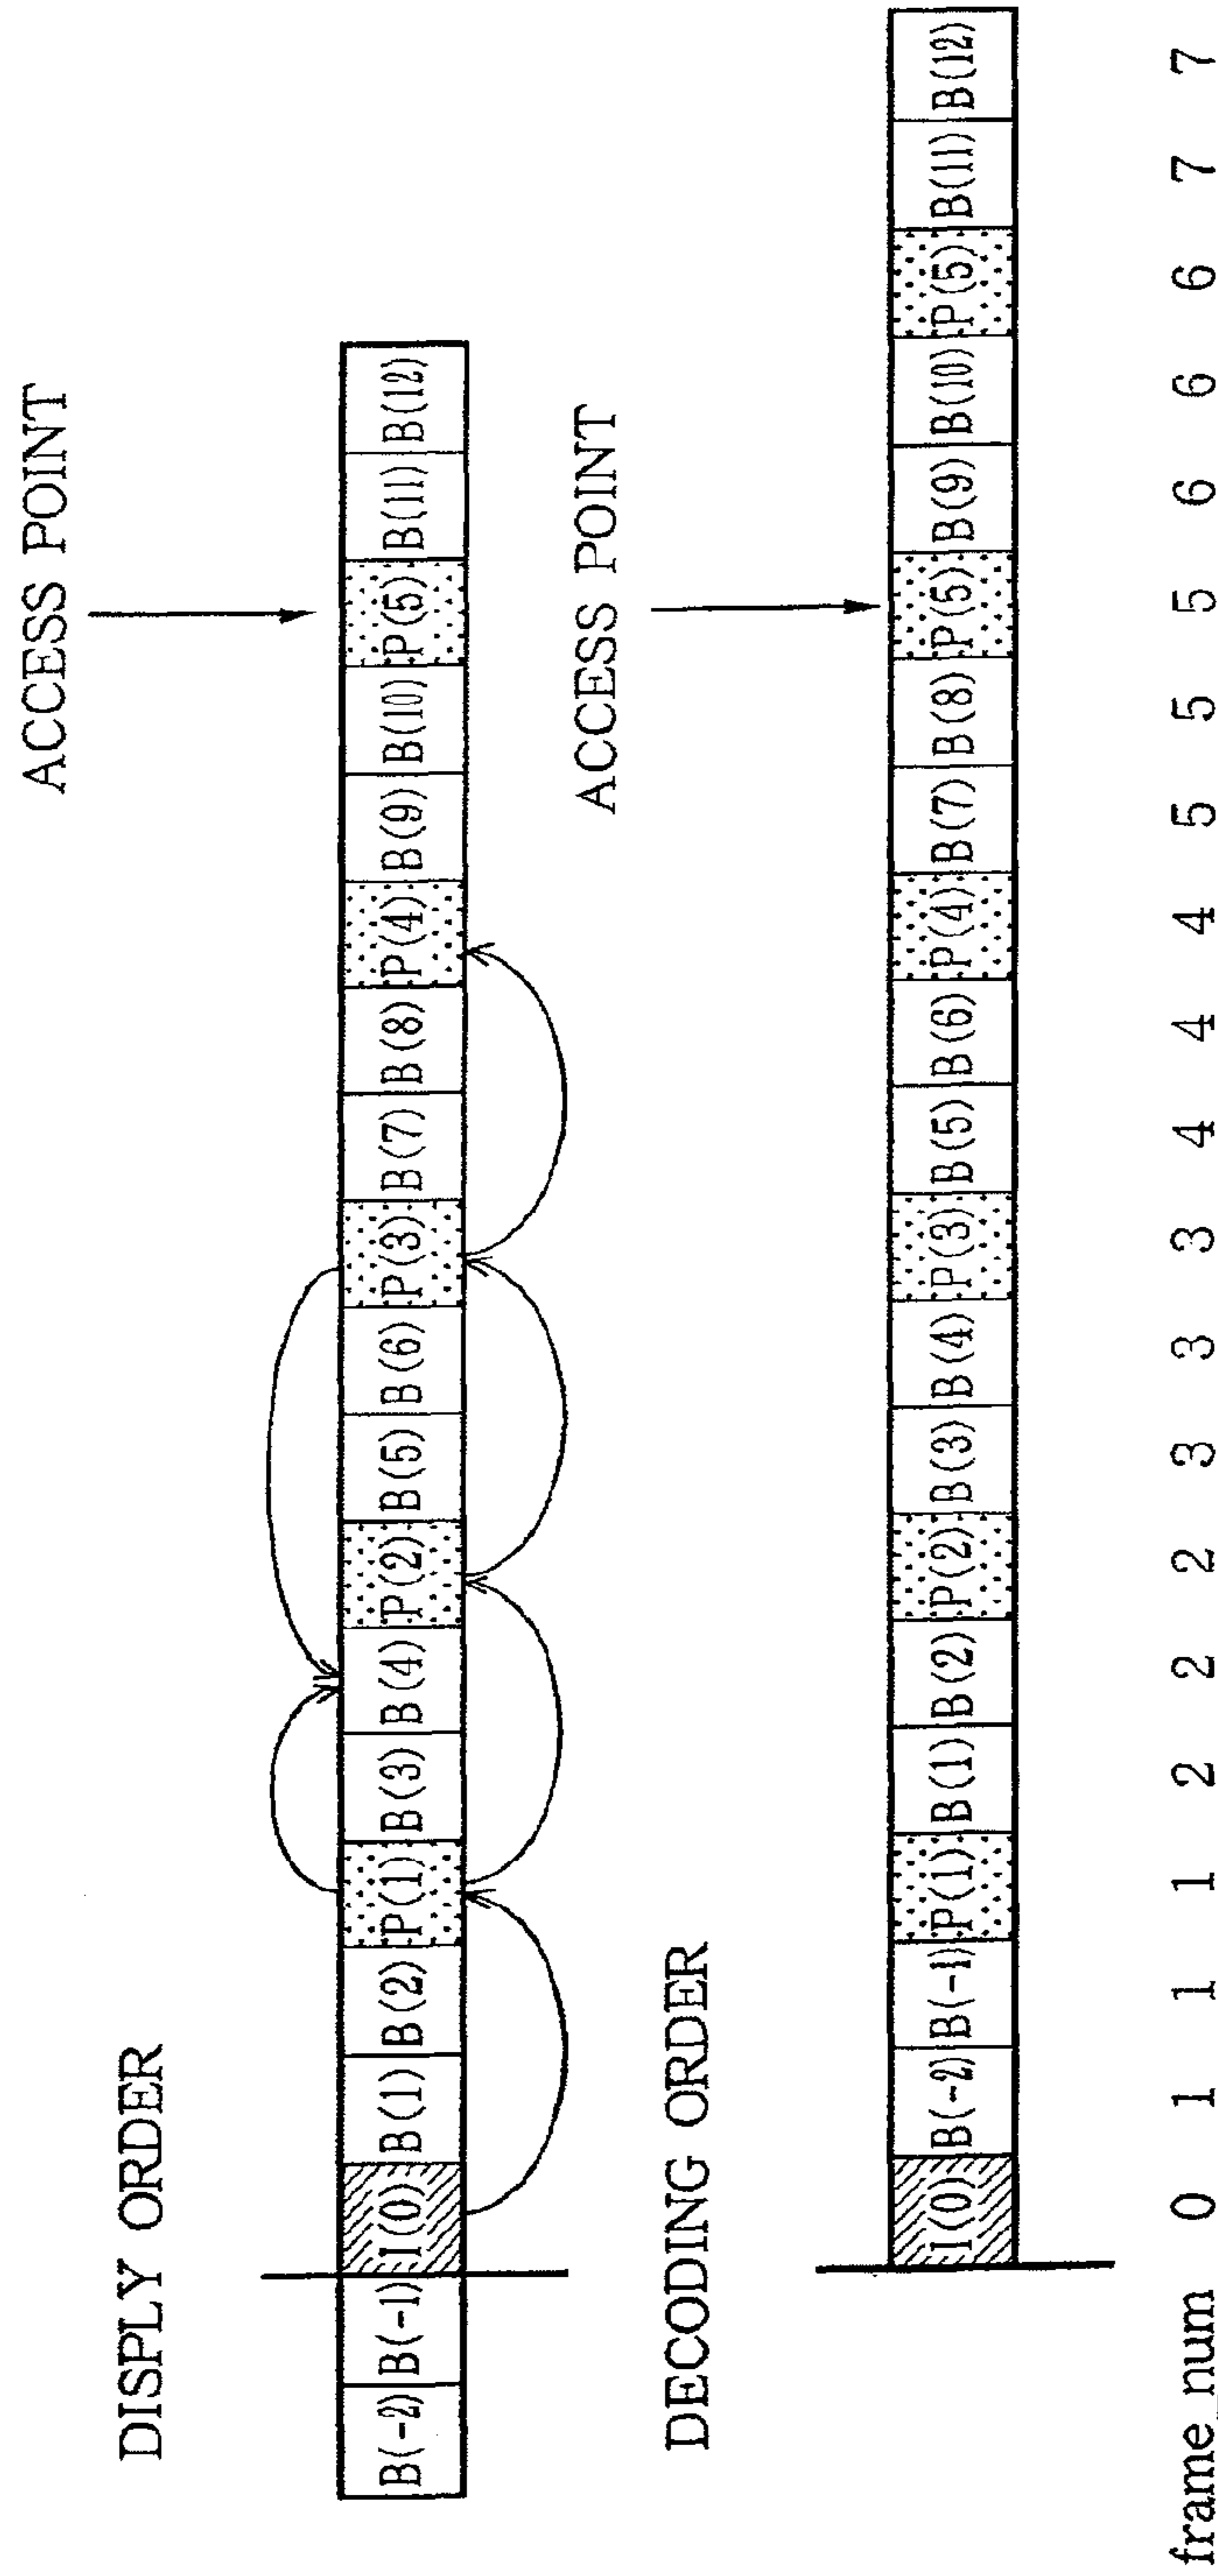 ACCESS POINT
DISPLY ORDER
B(-2) B(-1) I(0) B(1) B(2) P(1) B(3) B(4) P(2) B(5) B(6) P(3) B(7) B(8) P(4) B(9) B(10) P(5) B(11) B(12)
ACCESS POINT
DECODING ORDER
I(0) B(-2) B(-1) P(1) B(1) B(2) P(2) B(3) B(4) P(3) B(5) B(6) P(4) B(7) B(8) P(5) B(9) B(10) P(5) B(11) B(12)
frame_num 0 1 1 1 2 2 2 3 3 3 4 4 4 5 5 5 6 6 6 7 7